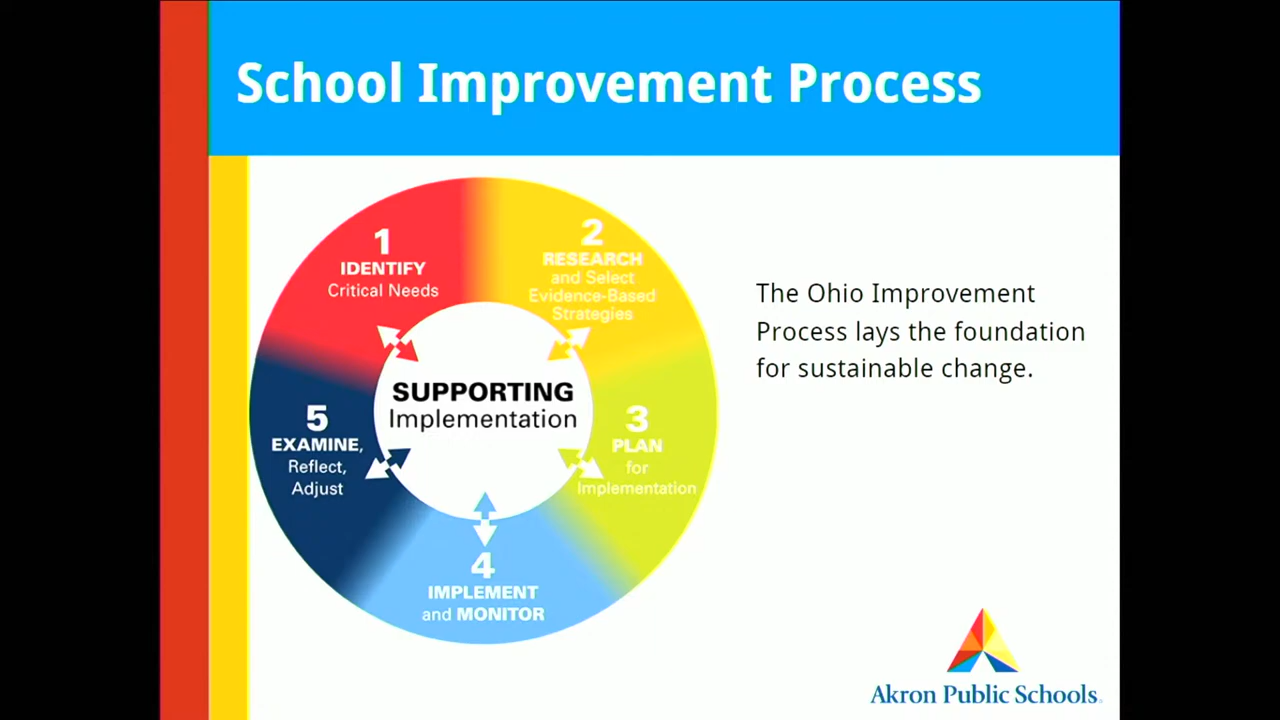 School Improvement Process
1
IDENTIFY
Critical Needs
2
RESEARCH
and Select
Evidence-Based
Strategies
3
PLAN
for
Implementation
4
IMPLEMENT
and MONITOR
5
EXAMINE,
Reflect,
Adjust
SUPPORTING
Implementation
The Ohio Improvement
Process lays the foundation
for sustainable change.
Akron Public Schools